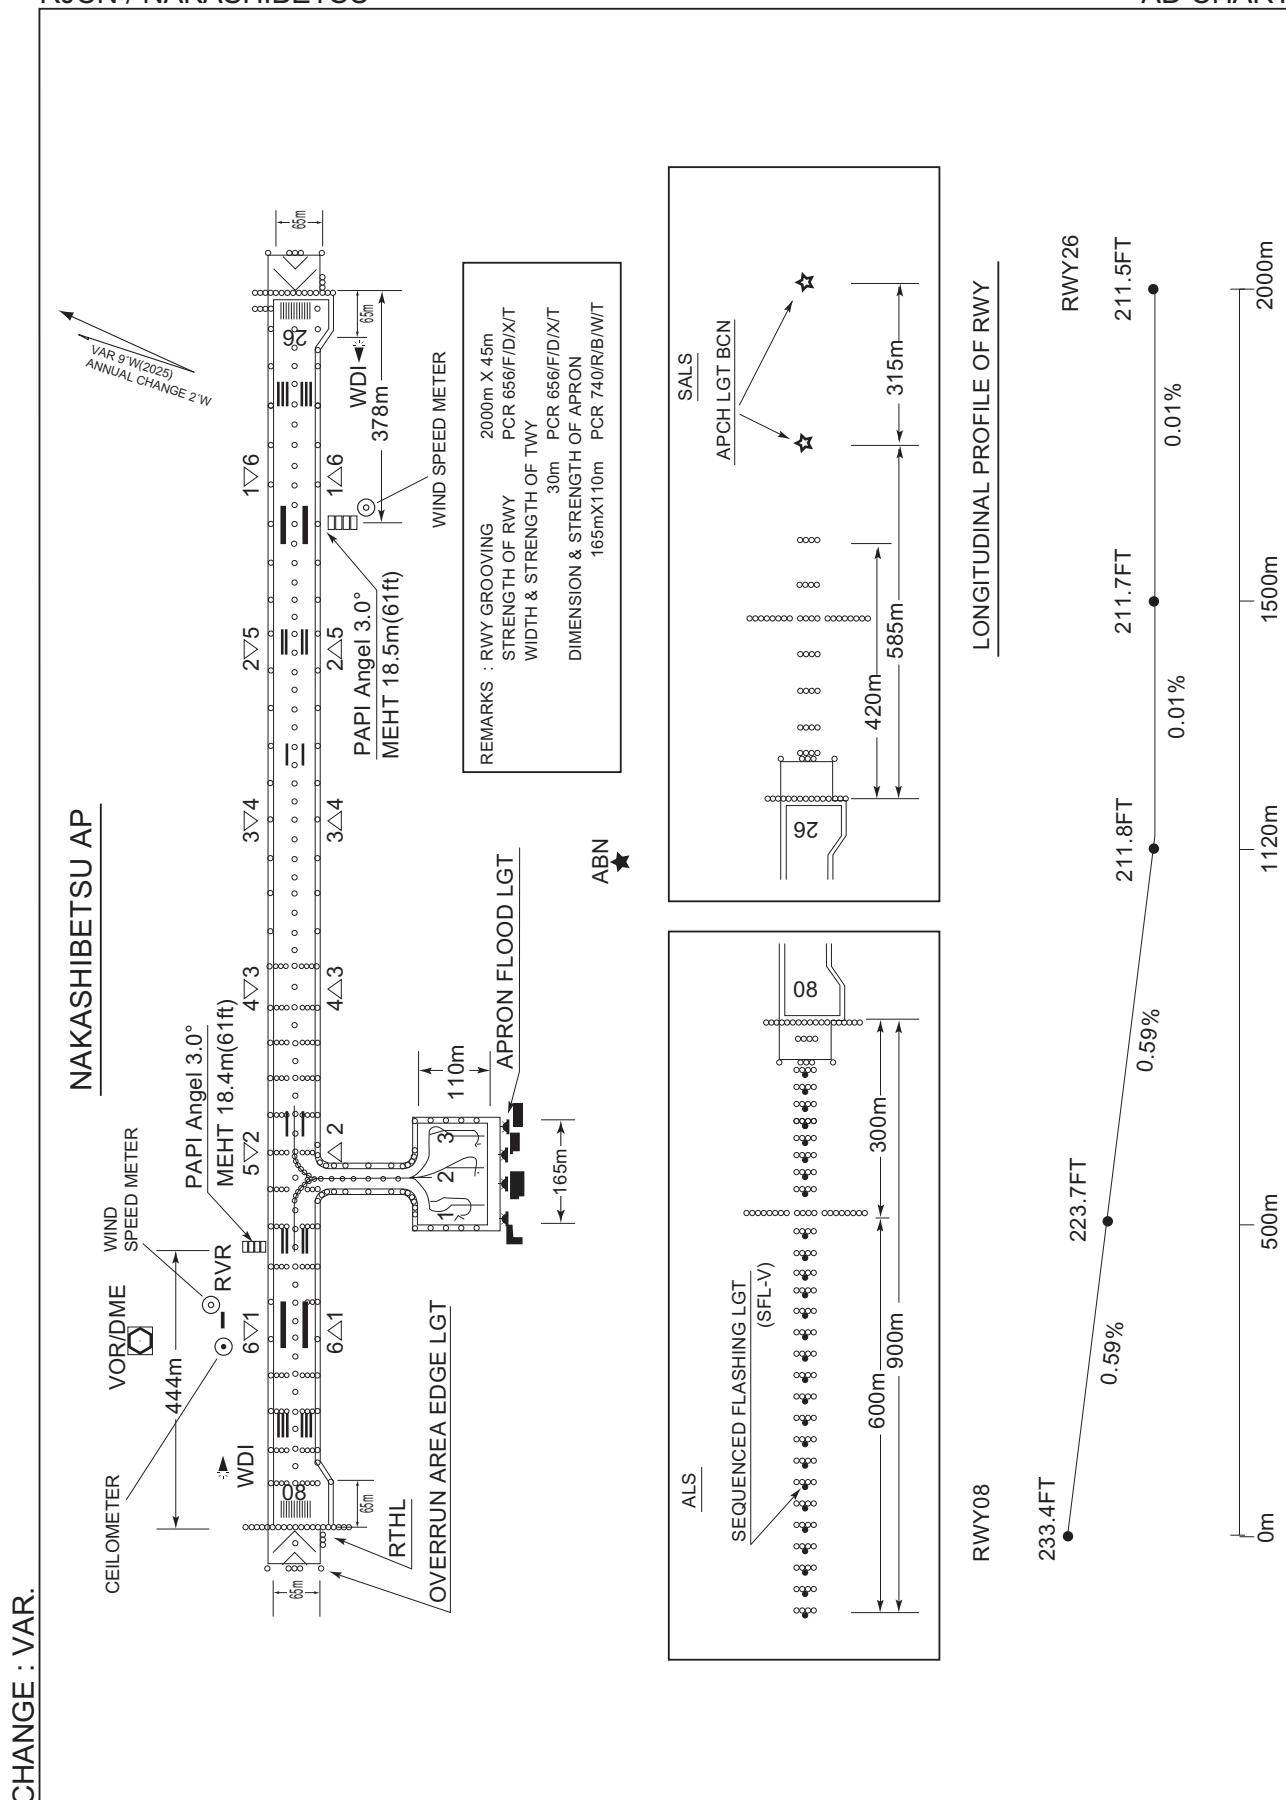 CHANGE : VAR.
NAKASHIBETSU AP
VAR 9°W(2025)
ANNUAL CHANGE 2'W
CEILOMETER
VOR/DME
WIND
SPEED METER
444m
RVR
WDI
PAPI Angel 3.0°
MEHT 18.4m(61ft)
6 1
5 2
4 3
3 4
2 5
1 6
65m
08
26
65m
6 1
2
4 3
3 4
2 5
1 6
65m
65m
WDI
378m
WIND SPEED METER
PAPI Angel 3.0°
MEHT 18.5m(61ft)
RTHL
OVERRUN AREA EDGE LGT
1
2
3
110m
165m
APRON FLOOD LGT
ABN
REMARKS : RWY GROOVING 2000m X 45m
STRENGTH OF RWY PCR 656/F/D/X/T
WIDTH & STRENGTH OF TWY
30m PCR 656/F/D/X/T
DIMENSION & STRENGTH OF APRON
165mX110m PCR 740/R/B/W/T
ALS
SEQUENCED FLASHING LGT
(SFL-V)
08
600m
300m
900m
SALS
APCH LGT BCN
26
420m
585m
315m
LONGITUDINAL PROFILE OF RWY
RWY08
RWY26
233.4FT
223.7FT
211.8FT
211.7FT
211.5FT
0.59%
0.59%
0.01%
0.01%
0m
500m
1120m
1500m
2000m